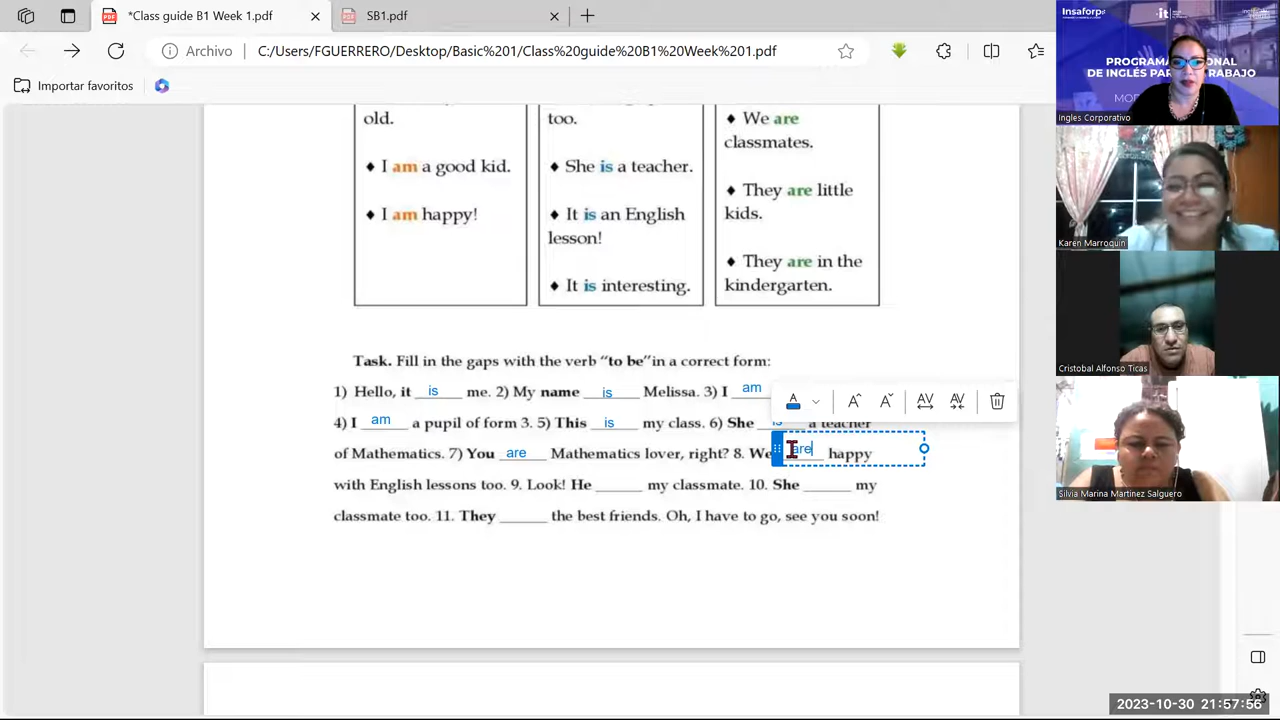 *Class guide B1 Week 1.pdf
SB1.pdf
Archivo
C:/Users/FGUERRERO/Desktop/Basic%201/Class%20guide%20B1%20Week%201.pdf
Importar favoritos
old.
♦ I am a good kid.
♦ I am happy!
too.
♦ She is a teacher.
♦ It is an English
lesson!
♦ It is interesting.
♦ We are
classmates.
♦ They are little
kids.
♦ They are in the
kindergarten.
Task. Fill in the gaps with the verb "to be"in a correct form:
1) Hello, it is me. 2) My name is Melissa. 3) I am
4) I am a pupil of form 3. 5) This is my class. 6) She is a teacher
of Mathematics. 7) You are Mathematics lover, right? 8. We are happy
with English lessons too. 9. Look! He ______ my classmate. 10. She ______ my
classmate too. 11. They ______ the best friends. Oh, I have to go, see you soon!
Insaforp
it
PROGRAMA
ONAL
DE INGLÉS PAR
RABAJO
Ingles Corporativo
Karen Marroquin
Cristobal Alfonso Ticas
Silvia Marina Martinez Salguero
2023-10-30 21:57:56